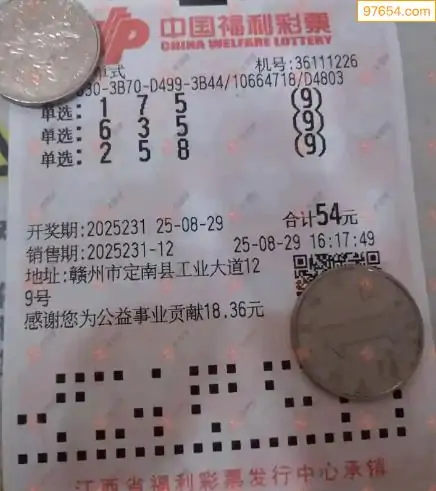 97654.com
中国福利彩票
CHINA WELFARE LOTTERY
单式 机号:36111226
930-3B70-D499-3B44/10664718/D4803
单选:1 7 5 (9)
单选:6 3 5 (9)
单选:2 5 8 (9)
开奖期:2025231 25-08-29 合计54元
销售期:2025231-12 25-08-29 16:17:49
地址:赣州市定南县工业大道12
9号
感谢您为公益事业贡献18.36元
江西省福利彩票发行中心承销